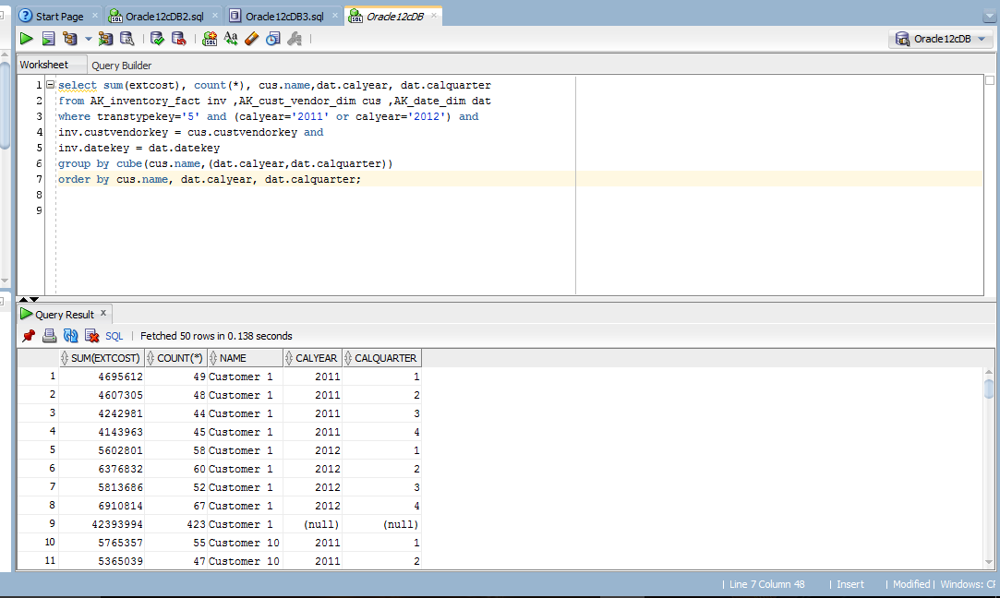 Start Page Oracle12cDB2.sql Oracle12cDB3.sql Oracle12cDB
Oracle12cDB
Worksheet Query Builder
1 select sum(extcost), count(*), cus.name,dat.calyear, dat.calquarter
2 from AK_inventory_fact inv ,AK_cust_vendor_dim cus ,AK_date_dim dat
3 where transtypekey='5' and (calyear='2011' or calyear='2012') and
4 inv.custvendorkey = cus.custvendorkey and
5 inv.datekey = dat.datekey
6 group by cube(cus.name,(dat.calyear,dat.calquarter))
7 order by cus.name, dat.calyear, dat.calquarter;
8
9
Query Result
SQL | Fetched 50 rows in 0.138 seconds
SUM(EXTCOST) COUNT(*) NAME CALYEAR CALQUARTER
1 4695612 49 Customer 1 2011 1
2 4607305 48 Customer 1 2011 2
3 4242981 44 Customer 1 2011 3
4 4143963 45 Customer 1 2011 4
5 5602801 58 Customer 1 2012 1
6 6376832 60 Customer 1 2012 2
7 5813686 52 Customer 1 2012 3
8 6910814 67 Customer 1 2012 4
9 42393994 423 Customer 1 (null) (null)
10 5765357 55 Customer 10 2011 1
11 5365039 47 Customer 10 2011 2
| Line 7 Column 48 | Insert | Modified | Windows: CF